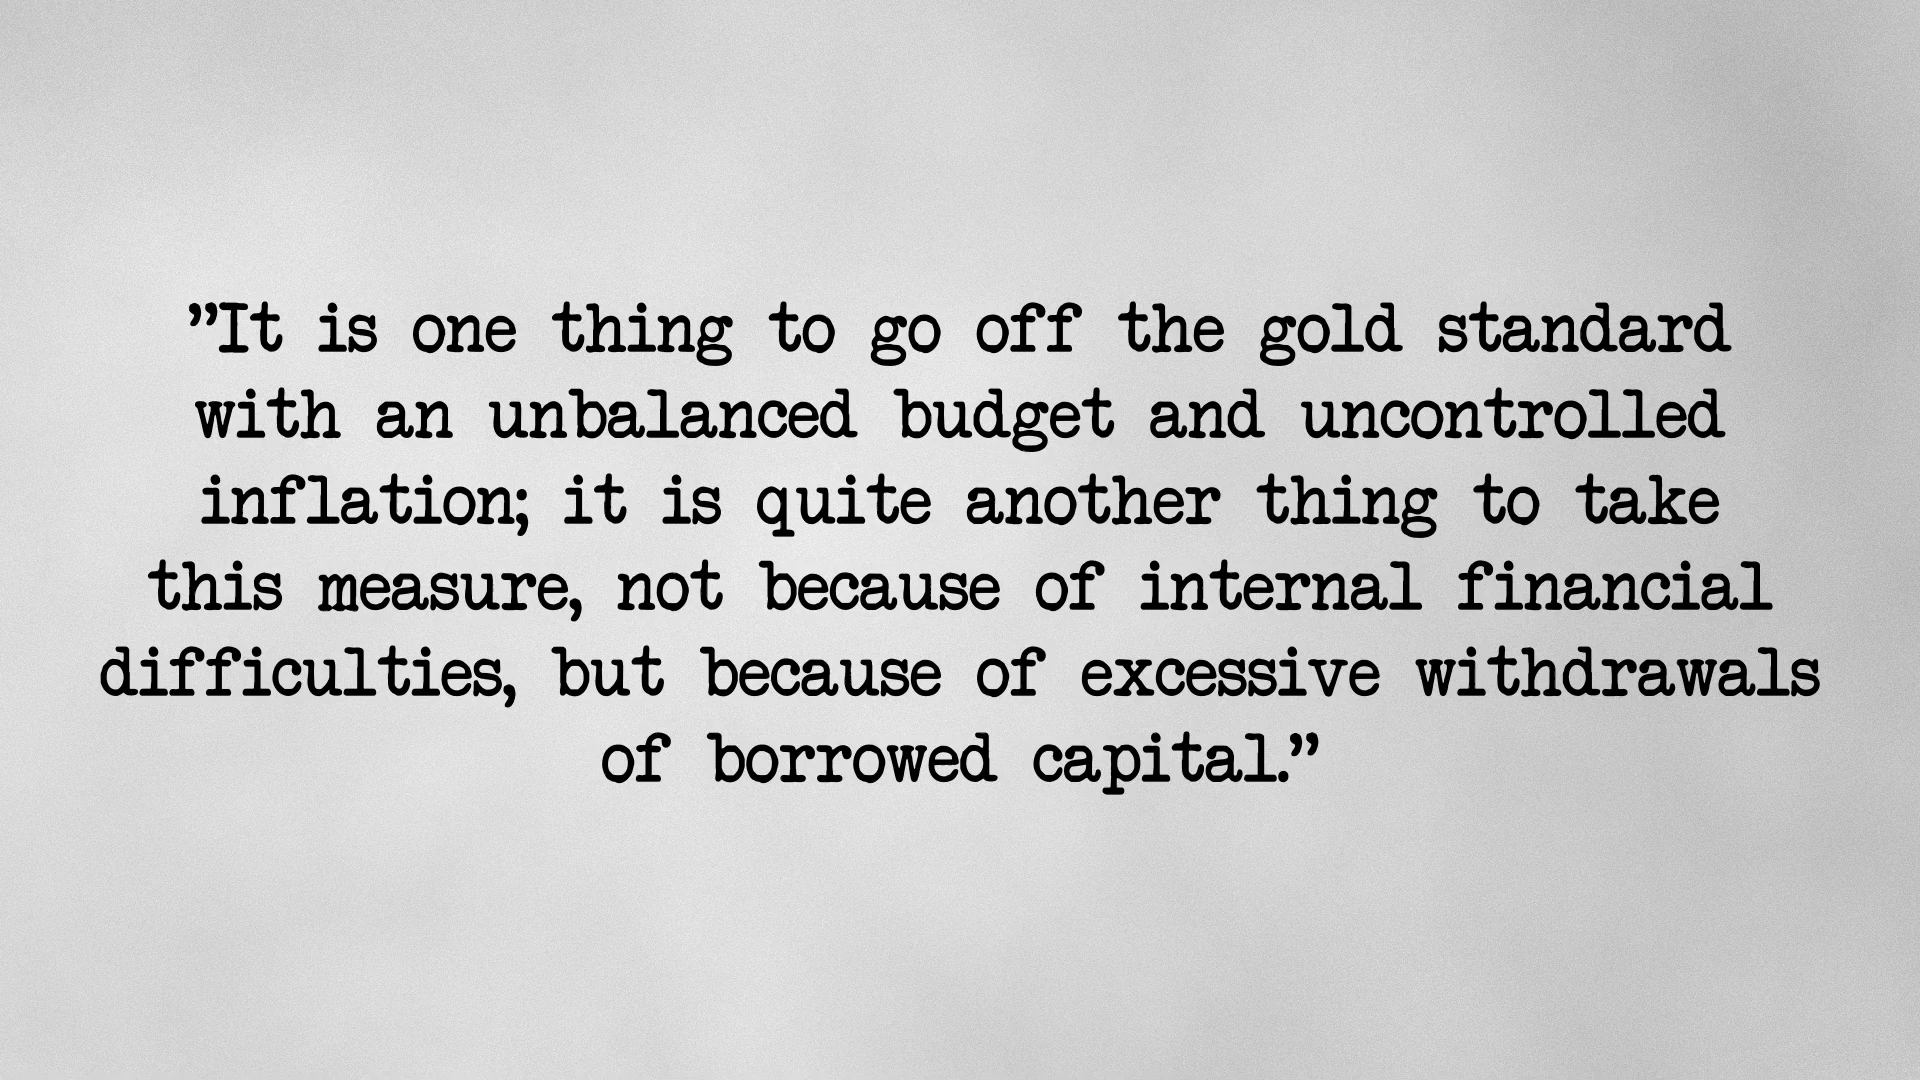 ”It is one thing to go off the gold standard
with an unbalanced budget and uncontrolled
inflation; it is quite another thing to take
this measure, not because of internal financial
difficulties, but because of excessive withdrawals
of borrowed capital.”